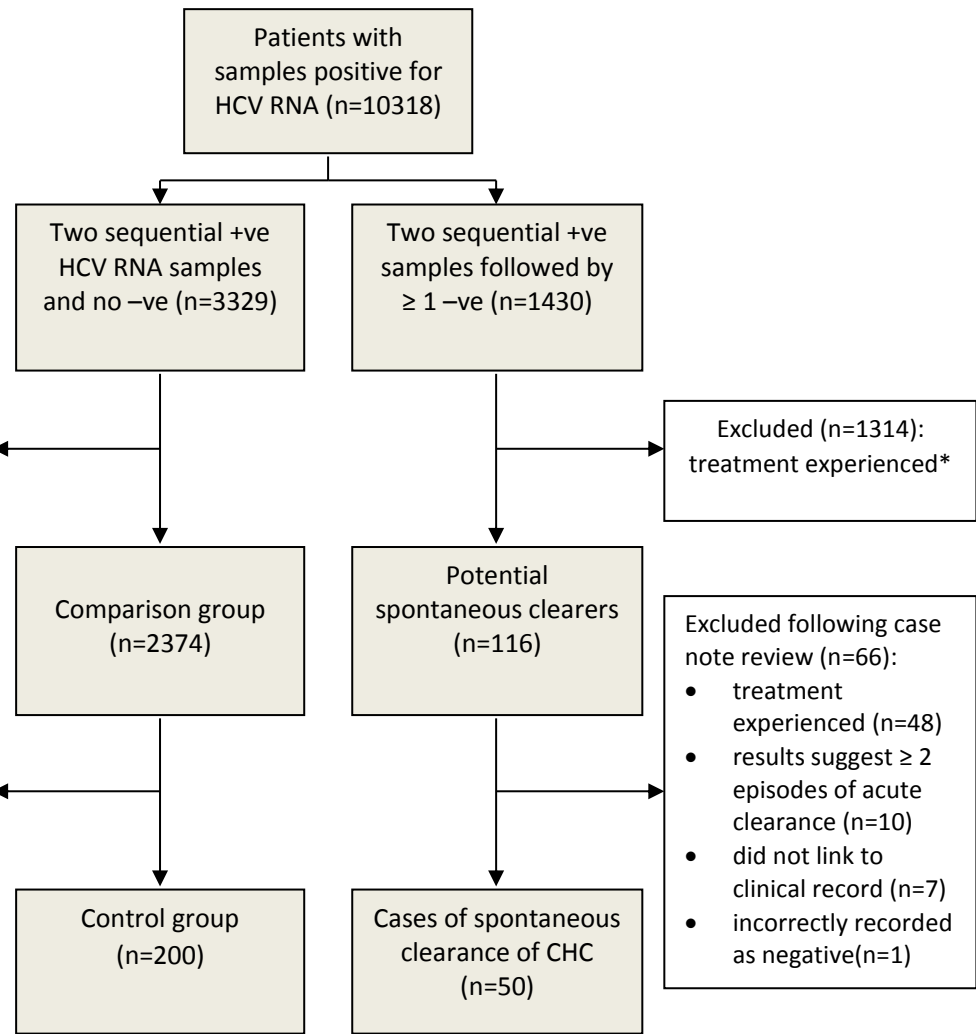 Patients with
samples positive for
HCV RNA (n=10318)
Two sequential +ve
HCV RNA samples
and no –ve (n=3329)
Two sequential +ve
samples followed by
≥ 1 –ve (n=1430)
Excluded (n=1314):
treatment experienced*
Comparison group
(n=2374)
Potential
spontaneous clearers
(n=116)
Excluded following case
note review (n=66):
• treatment
experienced (n=48)
• results suggest ≥ 2
episodes of acute
clearance (n=10)
• did not link to
clinical record (n=7)
• incorrectly recorded
as negative(n=1)
Control group
(n=200)
Cases of spontaneous
clearance of CHC
(n=50)